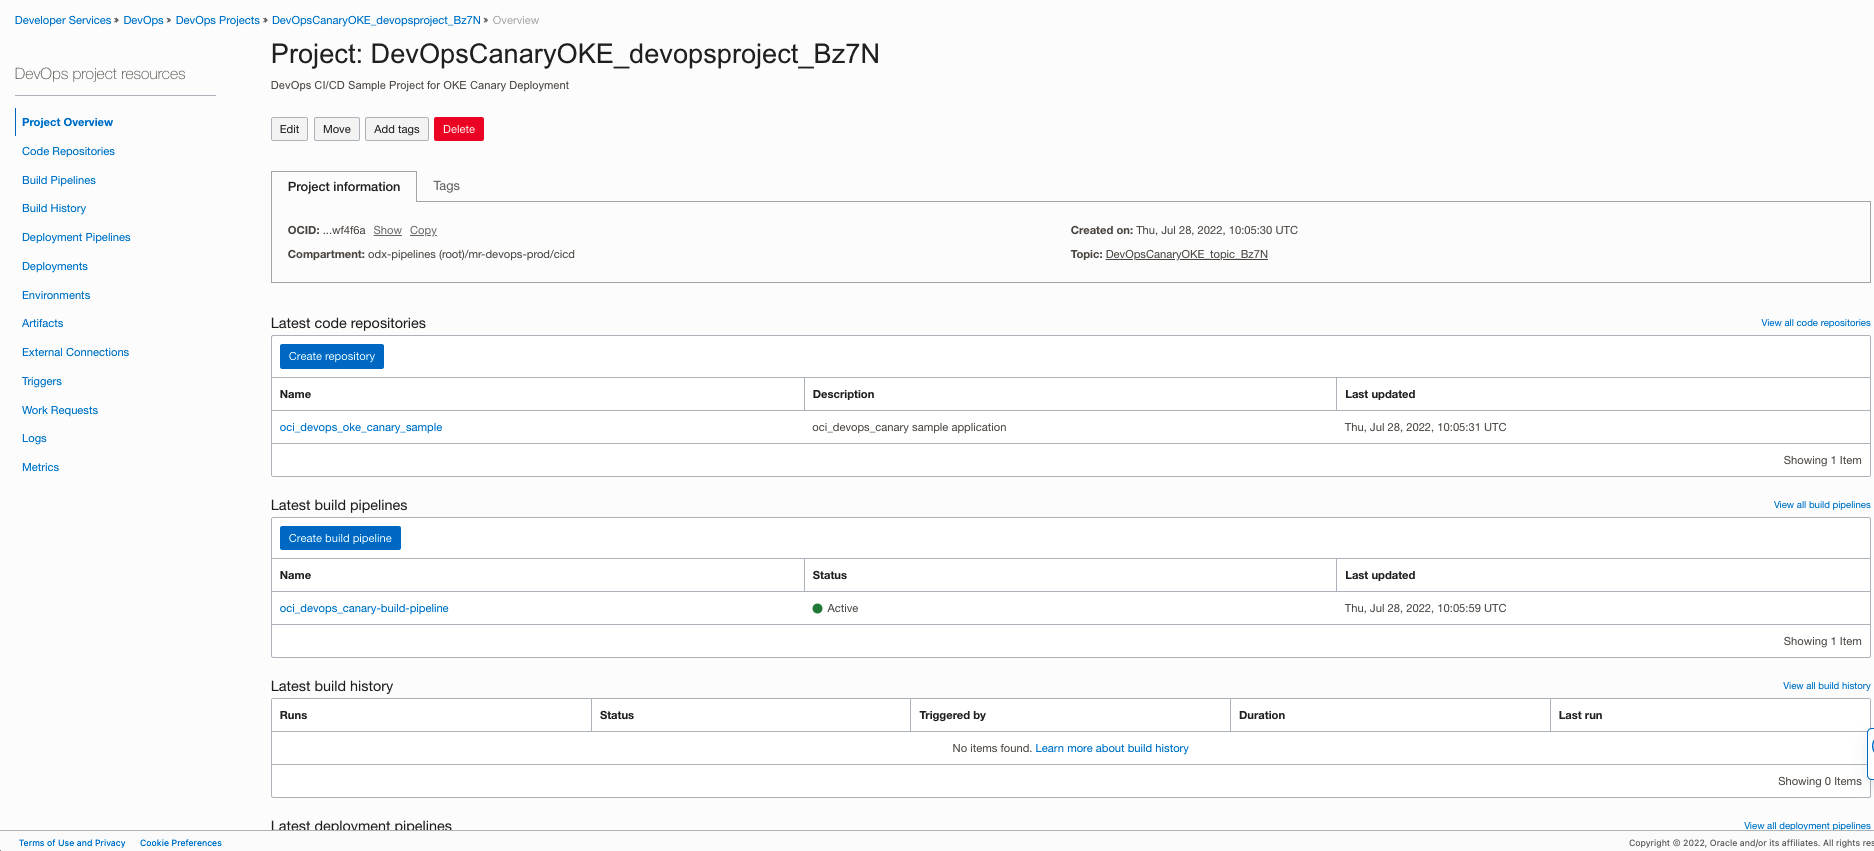 Developer Services » DevOps » DevOps Projects » DevOpsCanaryOKE_devopsproject_Bz7N » Overview
DevOps project resources
Project Overview
Code Repositories
Build Pipelines
Build History
Deployment Pipelines
Deployments
Environments
Artifacts
External Connections
Triggers
Work Requests
Logs
Metrics
Project: DevOpsCanaryOKE_devopsproject_Bz7N
DevOps CI/CD Sample Project for OKE Canary Deployment
Edit Move Add tags Delete
Project information Tags
OCID: ...wf4f6a Show Copy Created on: Thu, Jul 28, 2022, 10:05:30 UTC
Compartment: odx-pipelines (root)/mr-devops-prod/cicd Topic: DevOpsCanaryOKE_topic_Bz7N
Latest code repositories View all code repositories
Create repository
Name Description Last updated
oci_devops_oke_canary_sample oci_devops_canary sample application Thu, Jul 28, 2022, 10:05:31 UTC
Showing 1 Item
Latest build pipelines View all build pipelines
Create build pipeline
Name Status Last updated
oci_devops_canary-build-pipeline Active Thu, Jul 28, 2022, 10:05:59 UTC
Showing 1 Item
Latest build history View all build history
Runs Status Triggered by Duration Last run
No items found. Learn more about build history
Showing 0 Items
Latest deployment pipelines View all deployment pipelines
Terms of Use and Privacy Cookie Preferences Copyright © 2022, Oracle and/or its affiliates. All rights res